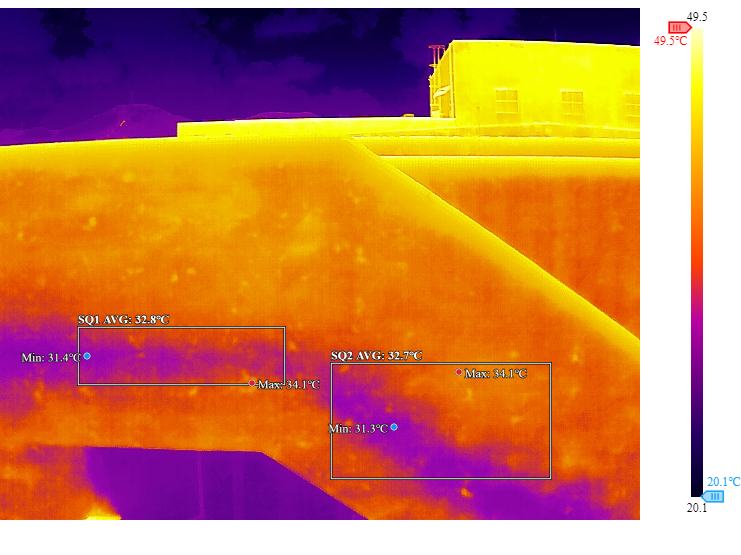 49.5
49.5℃
SQ1 AVG: 32.8℃
Min: 31.4℃
Max: 34.1℃
SQ2 AVG: 32.7℃
Max: 34.1℃
Min: 31.3℃
20.1℃
20.1